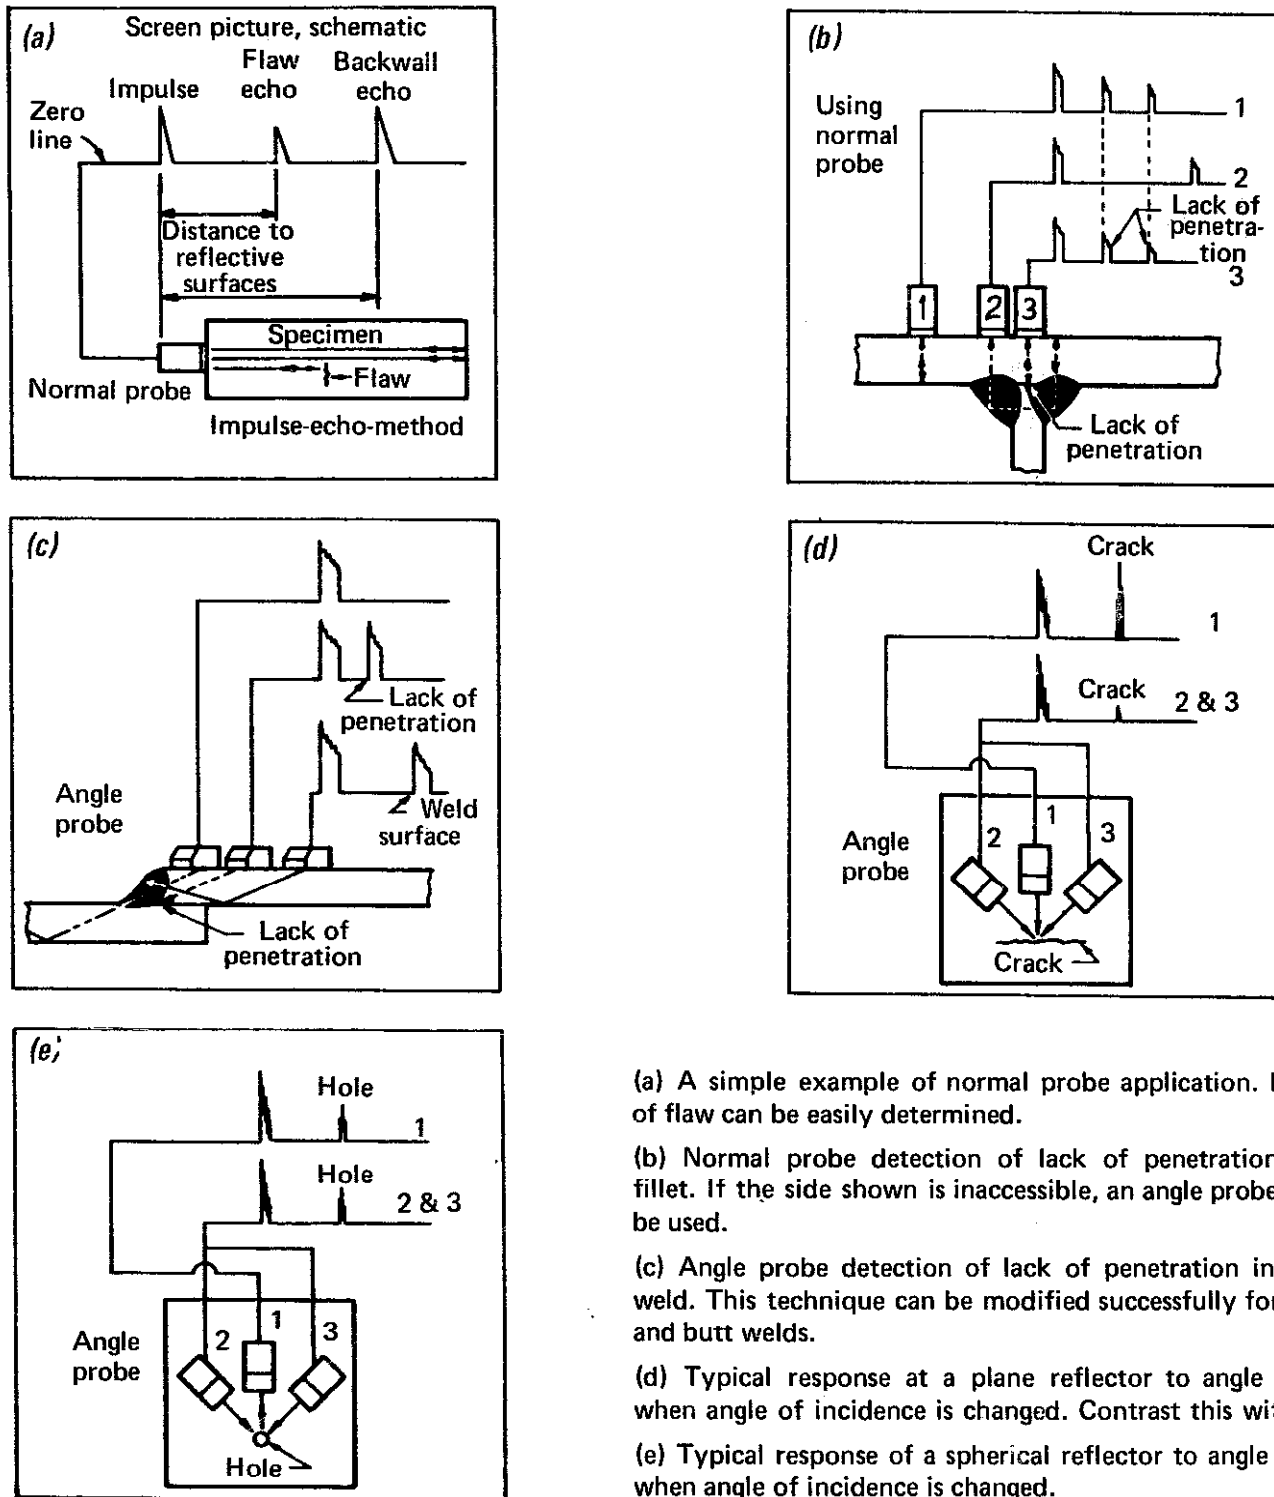 (a)
Screen picture, schematic
Impulse
Flaw
echo
Backwall
echo
Zero
line
Distance to
reflective
surfaces
Specimen
Flaw
Normal probe
Impulse-echo-method
(b)
Using
normal
probe
1
2
Lack of
penetra-
tion
3
1 2 3
Lack of
penetration
(c)
Lack of
penetration
Weld
surface
Angle
probe
Lack of
penetration
(d)
Crack
1
Crack
2 & 3
Angle
probe
2
1
3
Crack
(e)
Hole
1
Hole
2 & 3
Angle
probe
2
1
3
Hole
(a) A simple example of normal probe application.
of flaw can be easily determined.
(b) Normal probe detection of lack of penetration
fillet. If the side shown is inaccessible, an angle probe
be used.
(c) Angle probe detection of lack of penetration in
weld. This technique can be modified successfully for
and butt welds.
(d) Typical response at a plane reflector to angle
when angle of incidence is changed. Contrast this
(e) Typical response of a spherical reflector to angle
when angle of incidence is changed.